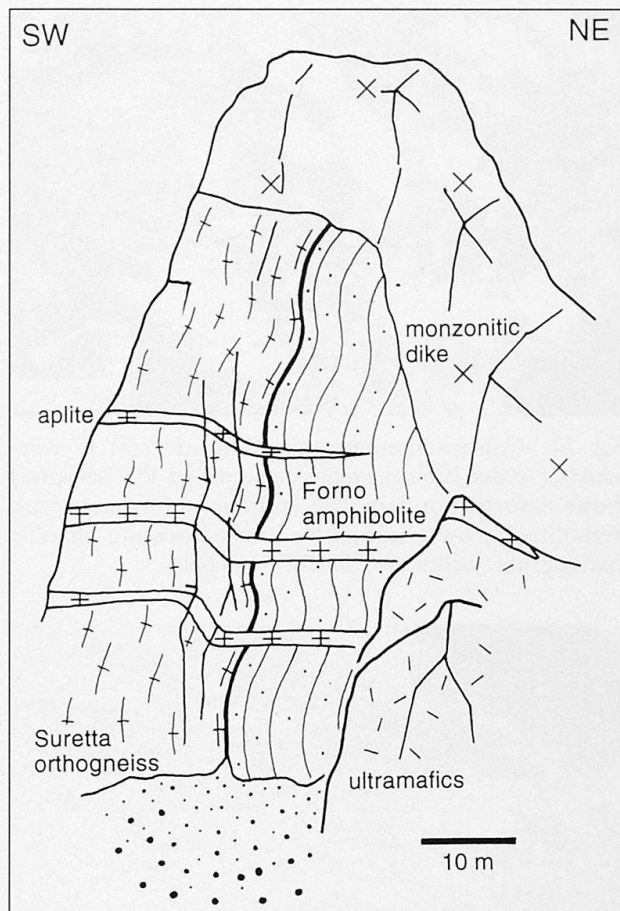 SW
NE
monzonitic
dike
aplite
Forno
amphibolite
Suretta
orthogneiss
ultramafics
10 m